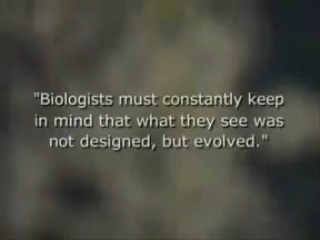 "Biologists must constantly keep
in mind that what they see was
not designed, but evolved."